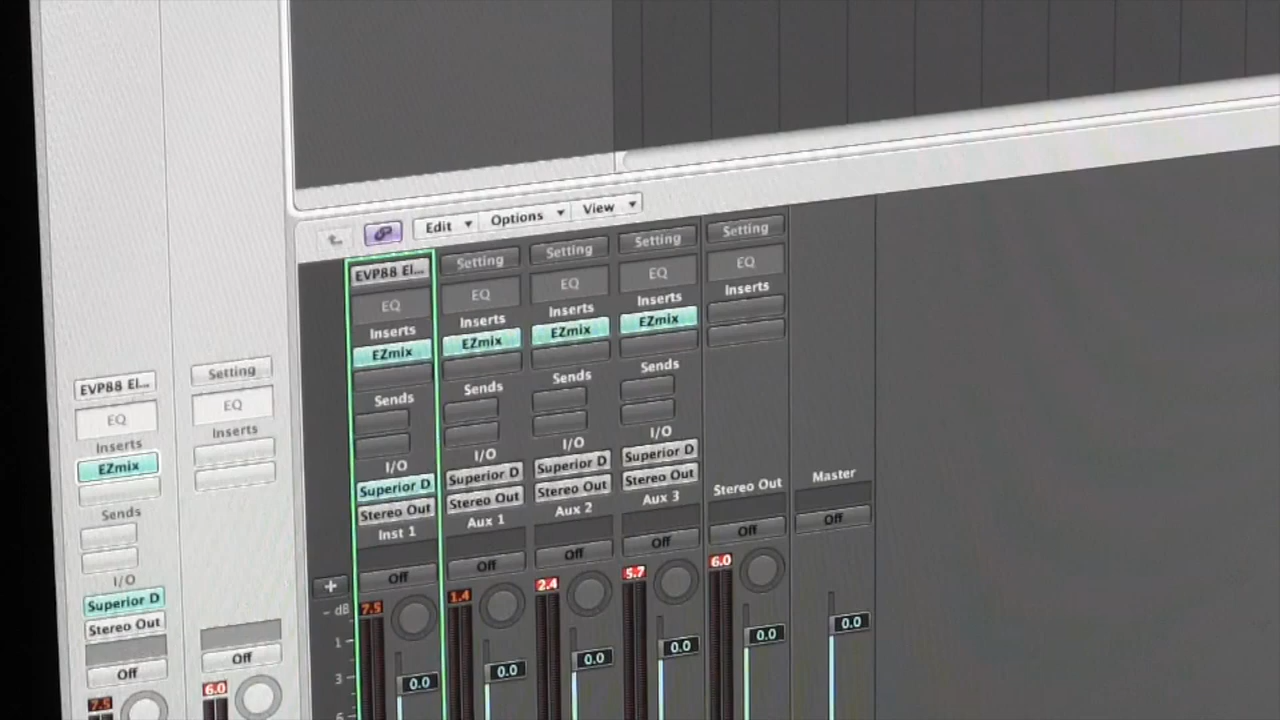 Edit Options View
EVP88 El... Setting Setting Setting Setting
EQ EQ EQ EQ EQ
Inserts Inserts Inserts Inserts Inserts
EZmix EZmix EZmix EZmix
Sends Sends Sends Sends
I/O I/O I/O I/O
Superior D Superior D Superior D Superior D
Stereo Out Stereo Out Stereo Out Stereo Out
Inst 1 Aux 1 Aux 2 Aux 3 Stereo Out Master
Off Off Off Off Off Off
+
- dB 7.5 1.4 2.4 5.7 6.0
1
3
0.0 0.0 0.0 0.0 0.0 0.0
EVP88 El... Setting
EQ EQ
Inserts Inserts
EZmix
Sends
I/O
Superior D
Stereo Out
Off Off
7.5 6.0